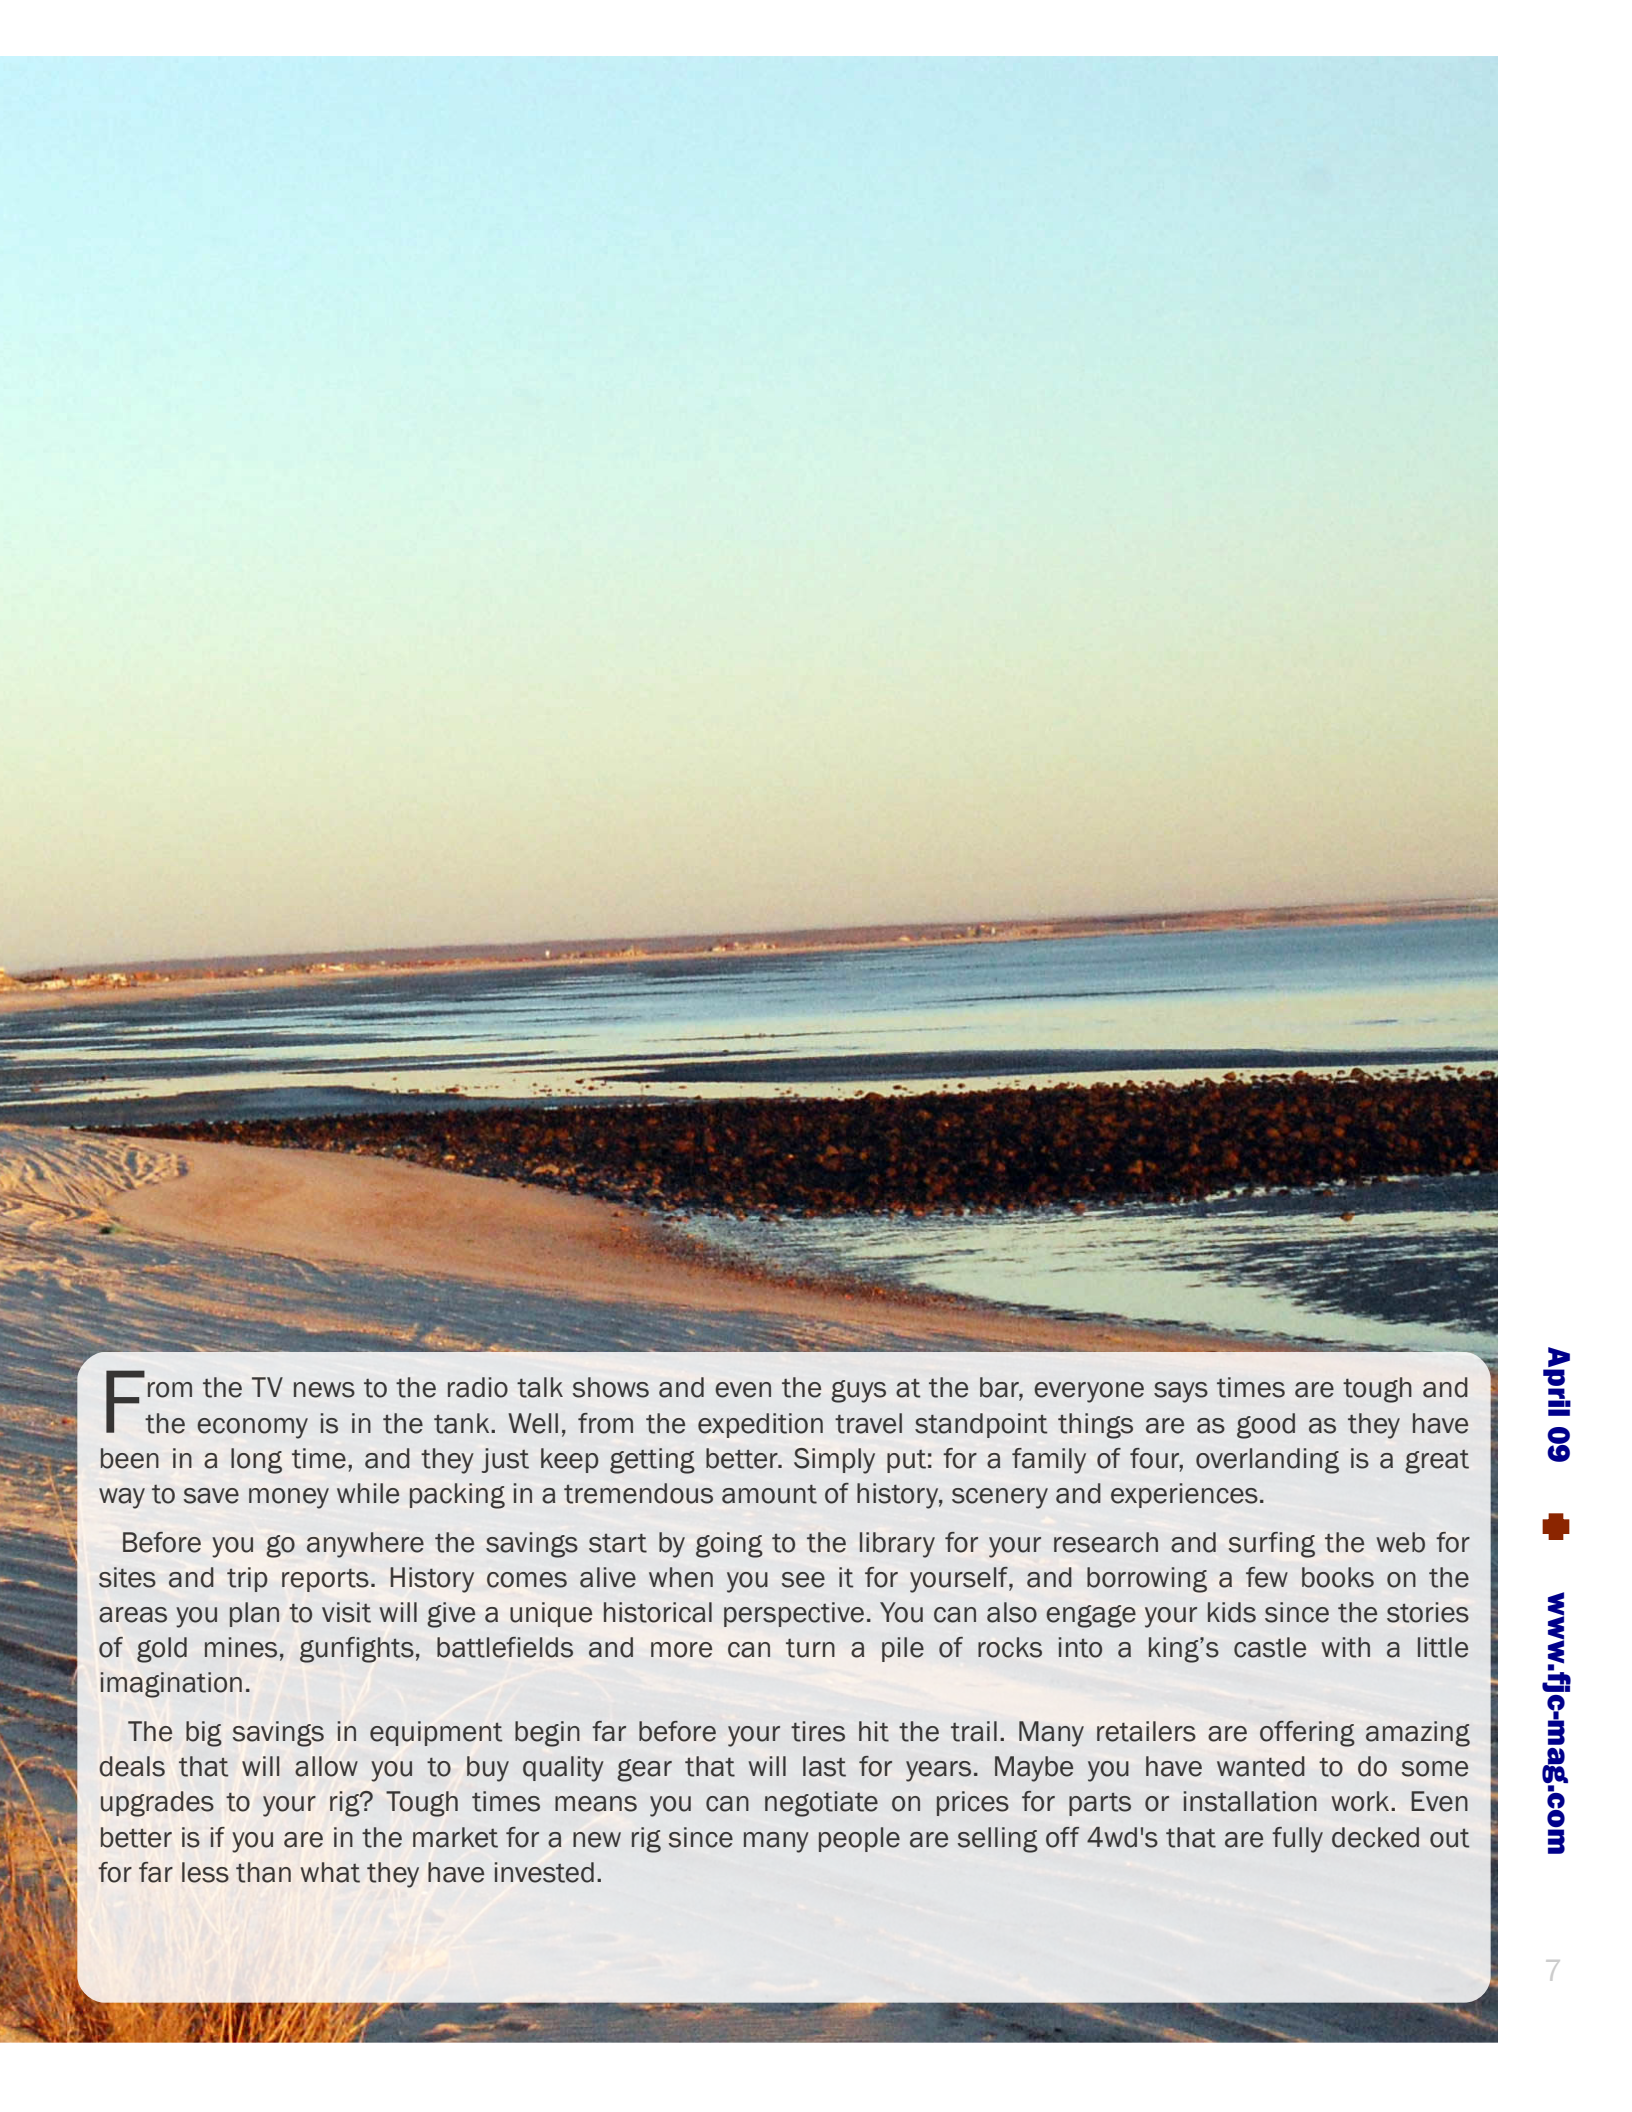 From the TV news to the radio talk shows and even the guys at the bar, everyone says times are tough and
the economy is in the tank. Well, from the expedition travel standpoint things are as good as they have
been in a long time, and they just keep getting better. Simply put: for a family of four, overlanding is a great
way to save money while packing in a tremendous amount of history, scenery and experiences.
Before you go anywhere the savings start by going to the library for your research and surfing the web for
sites and trip reports. History comes alive when you see it for yourself, and borrowing a few books on the
areas you plan to visit will give a unique historical perspective. You can also engage your kids since the stories
of gold mines, gunfights, battlefields and more can turn a pile of rocks into a king’s castle with a little
imagination.
The big savings in equipment begin far before your tires hit the trail. Many retailers are offering amazing
deals that will allow you to buy quality gear that will last for years. Maybe you have wanted to do some
upgrades to your rig? Tough times means you can negotiate on prices for parts or installation work. Even
better is if you are in the market for a new rig since many people are selling off 4wd's that are fully decked out
for far less than what they have invested.
April 09
www.fjc-mag.com
7